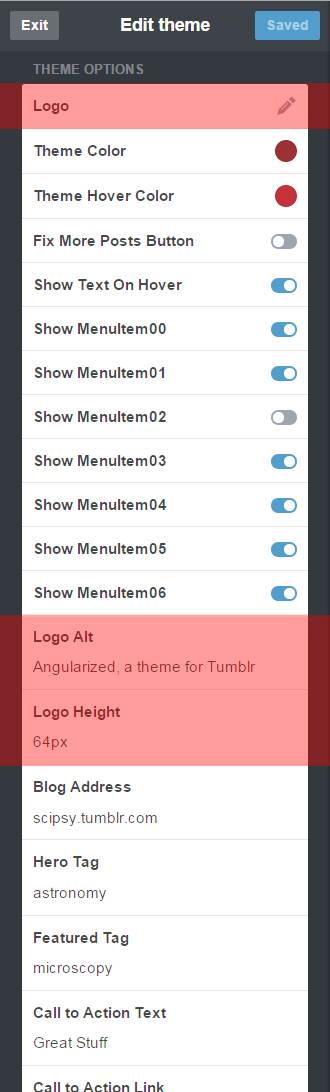 Exit
Edit theme
Saved
THEME OPTIONS
Logo
Theme Color
Theme Hover Color
Fix More Posts Button
Show Text On Hover
Show MenuItem00
Show MenuItem01
Show MenuItem02
Show MenuItem03
Show MenuItem04
Show MenuItem05
Show MenuItem06
Logo Alt
Angularized, a theme for Tumblr
Logo Height
64px
Blog Address
scipsy.tumblr.com
Hero Tag
astronomy
Featured Tag
microscopy
Call to Action Text
Great Stuff
Call to Action Link